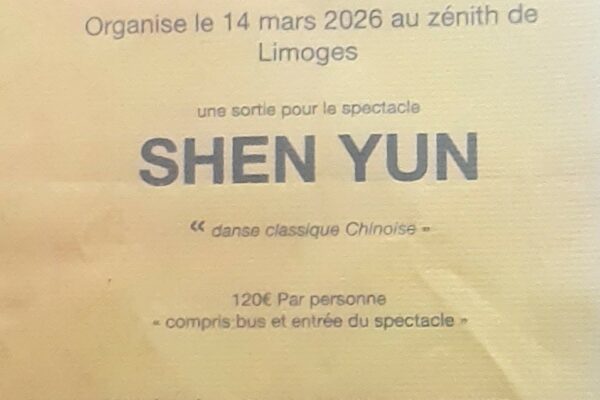 Organise le 14 mars 2026 au zénith de
Limoges
une sortie pour le spectacle
SHEN YUN
“ danse classique Chinoise »
120€ Par personne
« compris bus et entrée du spectacle »